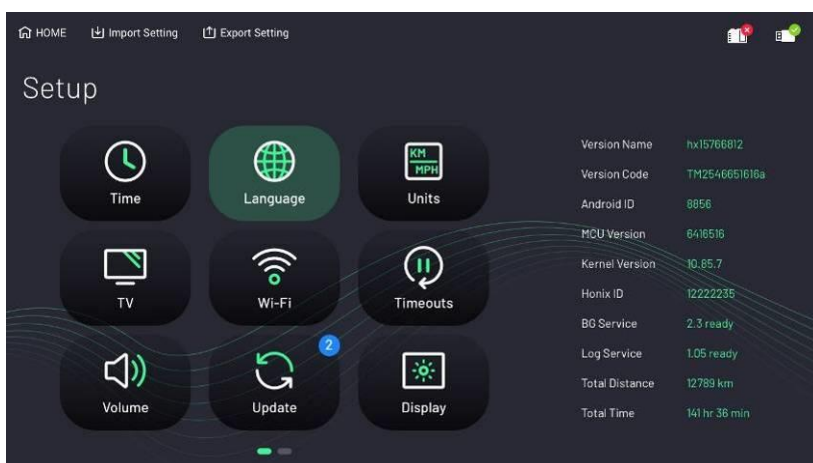 HOME Import Setting Export Setting
Setup
Time Language Units
TV Wi-Fi Timeouts
2
Volume Update Display
KM
MPH
Version Name hx15766812
Version Code TM2546651616a
Android ID 8856
MCU Version 6416516
Kernel Version 10.85.7
Honix ID 12222235
BG Service 2.3 ready
Log Service 1.05 ready
Total Distance 12789 km
Total Time 141 hr 36 min